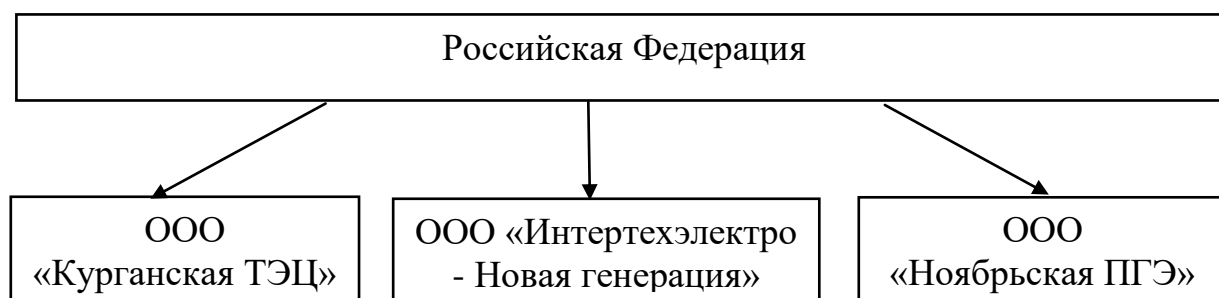 Российская Федерация
ООО
«Курганская ТЭЦ»
ООО «Интертехэлектро
- Новая генерация»
ООО
«Ноябрьская ПГЭ»